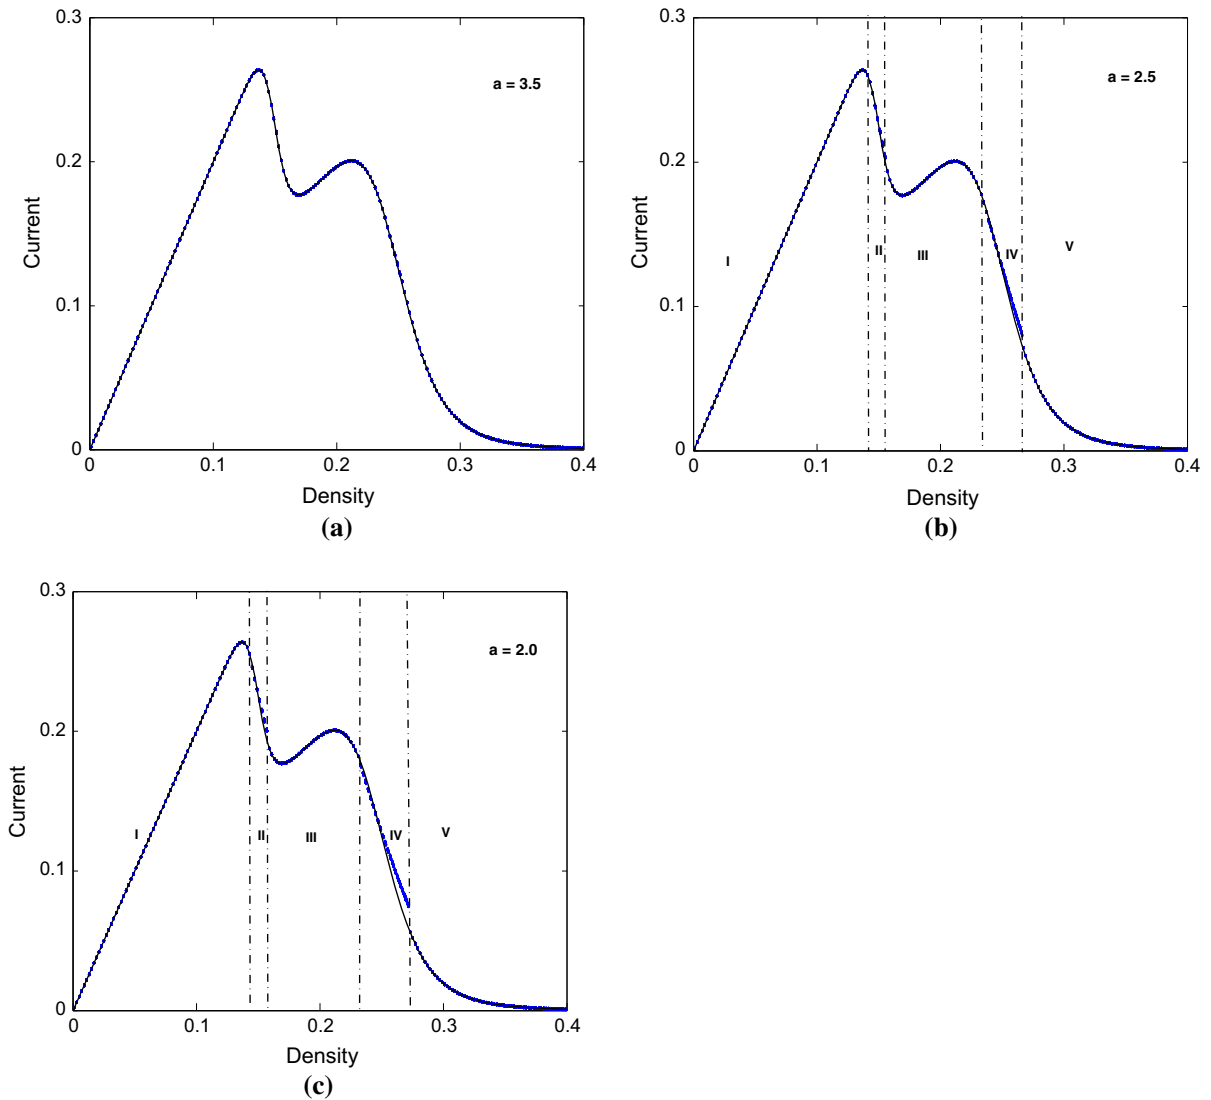 0.3
0.2
0.1
0
0
0.1
0.2
0.3
0.4
Current
Density
a = 3.5
(a)
0.3
0.2
0.1
0
0
0.1
0.2
0.3
0.4
Current
Density
a = 2.5
I
II
III
IV
V
(b)
0.3
0.2
0.1
0
0
0.1
0.2
0.3
0.4
Current
Density
a = 2.0
I
II
III
IV
V
(c)